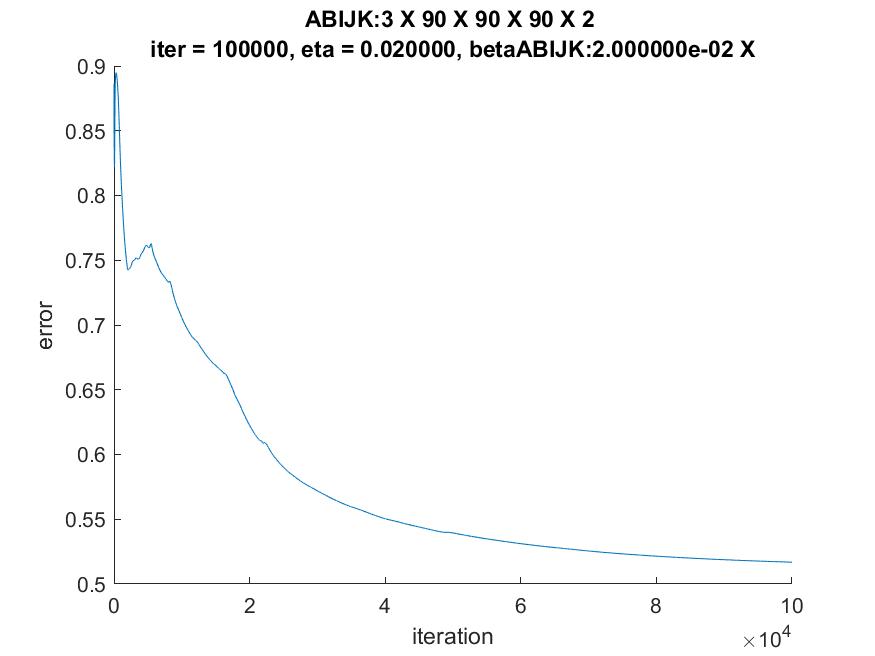 ABIJK:3 X 90 X 90 X 90 X 2
iter = 100000, eta = 0.020000, betaABIJK:2.000000e-02 X
0.9
0.85
0.8
0.75
0.7
0.65
0.6
0.55
0.5
error
0 2 4 6 8 10
iteration
×10⁴